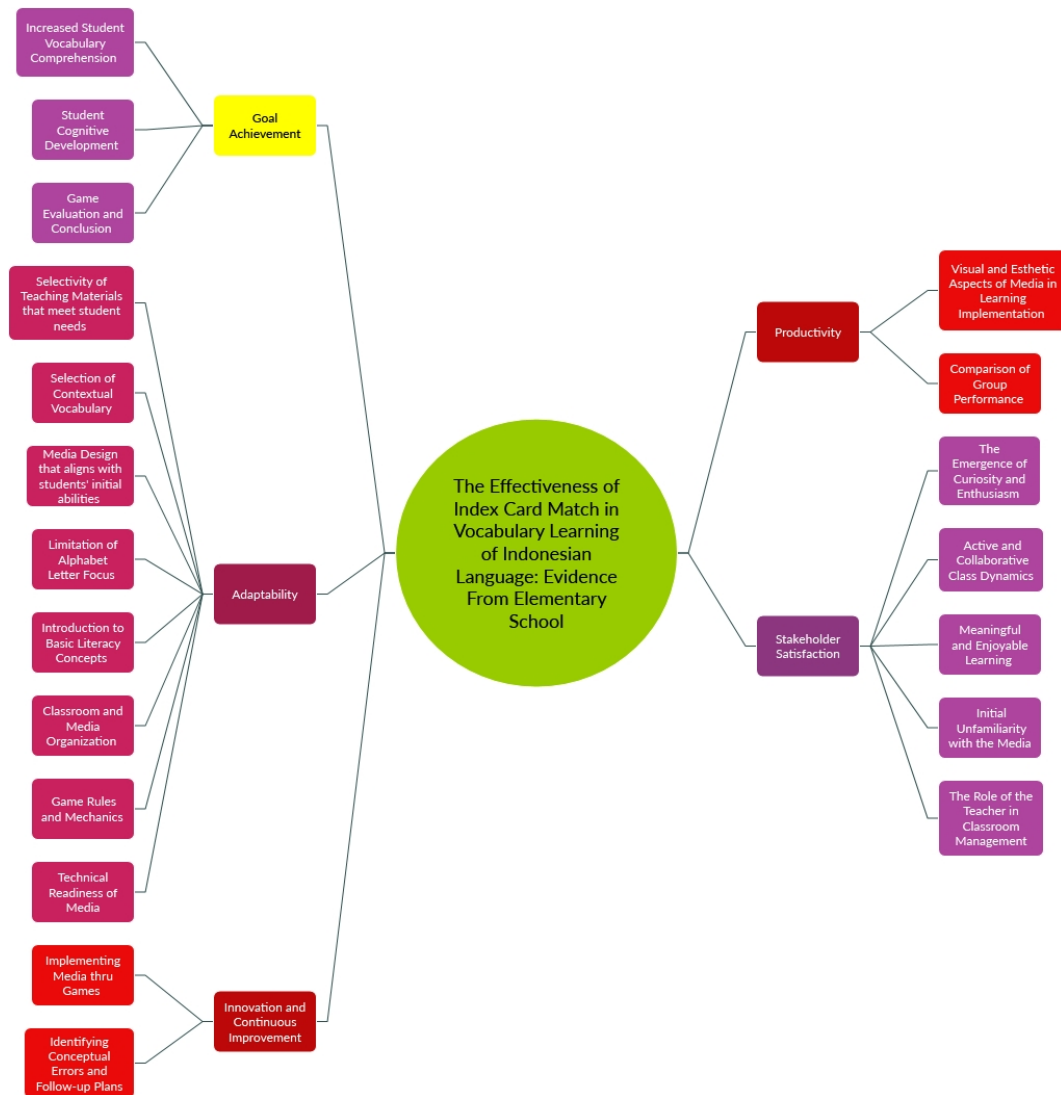 Increased Student
Vocabulary
Comprehension
Student
Cognitive
Development
Game
Evaluation and
Conclusion
Goal
Achievement
Selectivity of
Teaching Materials
that meet student
needs
Selection of
Contextual
Vocabulary
Media Design
that aligns with
students' initial
abilities
Limitation of
Alphabet
Letter Focus
Introduction to
Basic Literacy
Concepts
Classroom and
Media
Organization
Game Rules
and Mechanics
Technical
Readiness of
Media
Adaptability
Implementing
Media thru
Games
Identifying
Conceptual
Errors and
Follow-up Plans
Innovation and
Continuous
Improvement
The Effectiveness of
Index Card Match in
Vocabulary Learning
of Indonesian
Language: Evidence
From Elementary
School
Productivity
Visual and Esthetic
Aspects of Media in
Learning
Implementation
Comparison of
Group
Performance
Stakeholder
Satisfaction
The
Emergence of
Curiosity and
Enthusiasm
Active and
Collaborative
Class Dynamics
Meaningful
and Enjoyable
Learning
Initial
Unfamiliarity
with the Media
The Role of the
Teacher in
Classroom
Management